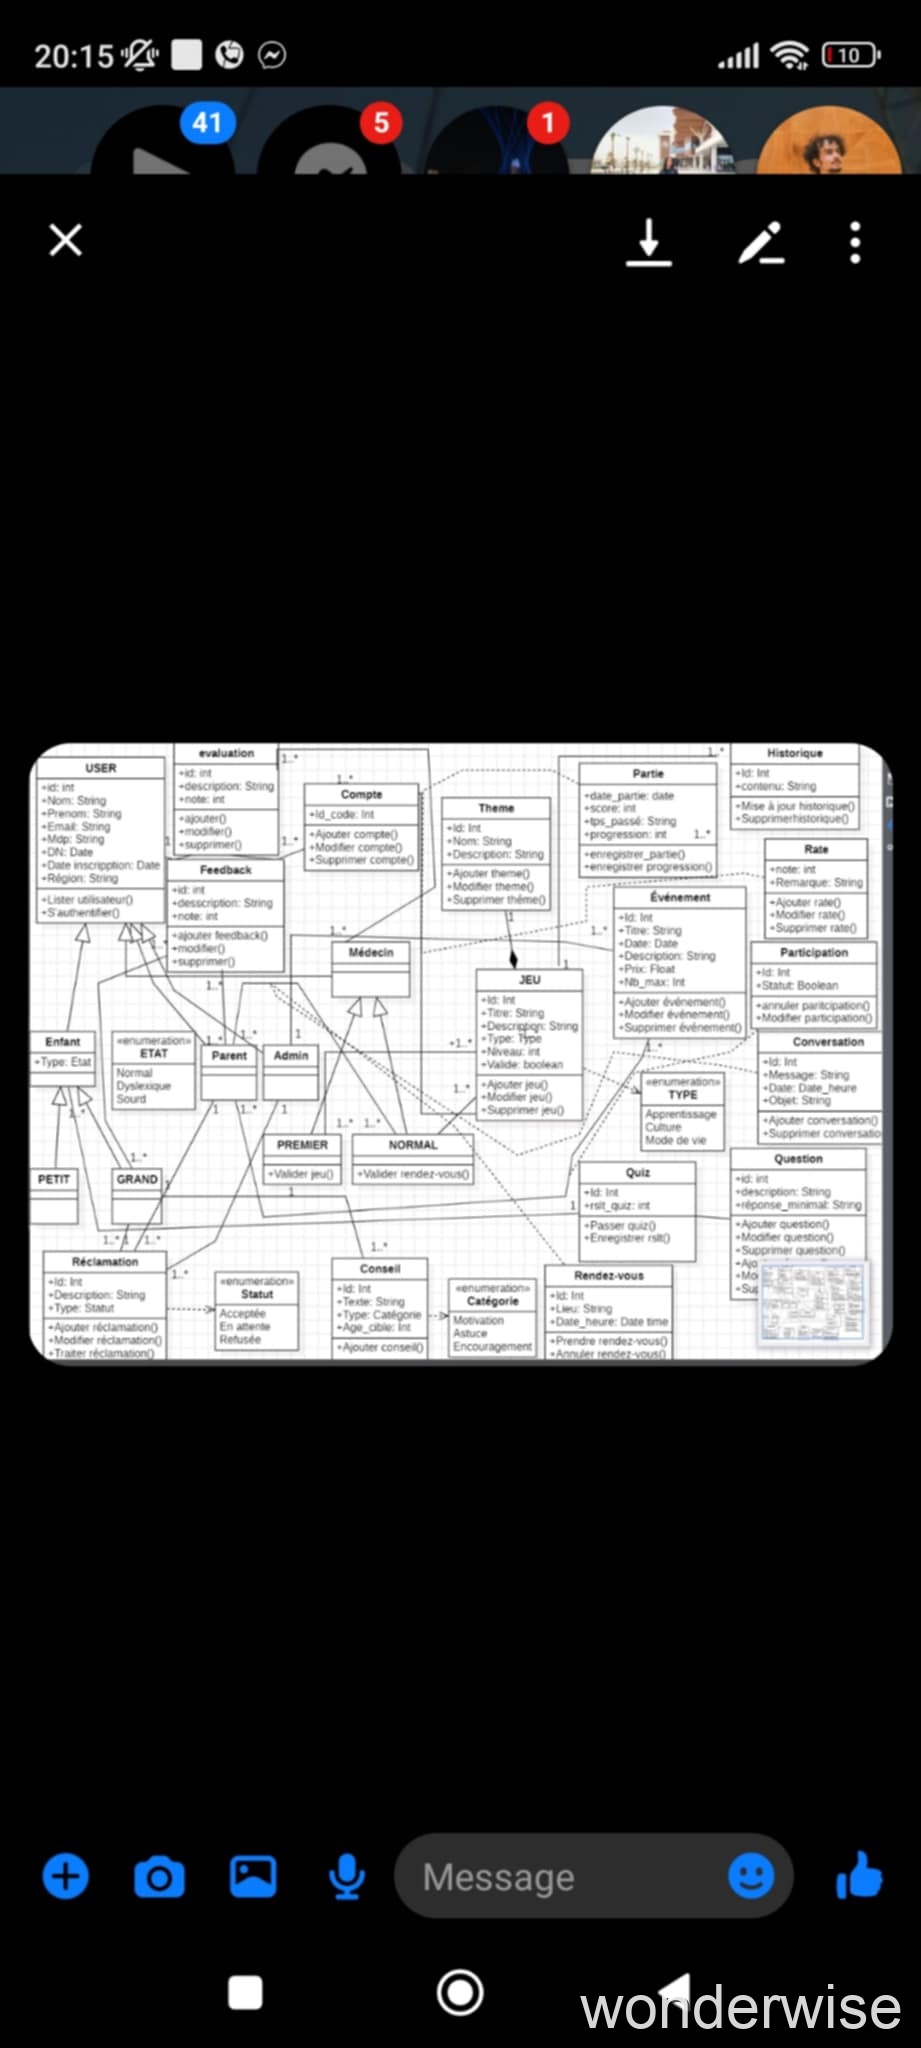 20:15
10
41
5
1
USER
+id: int
+Nom: String
+Prenom: String
+Email: String
+Mdp: String
+DN: Date
+Date inscripption: Date
+Région: String
+Lister utilisateur()
+S'authentifier()
evaluation
+id: int
+description: String
+note: int
+ajouter()
+modifier()
+supprimer()
Feedback
+id: int
+desscription: String
+note: int
+ajouter feedback()
+modifier()
+supprimer()
1..*
1..*
Compte
+Id_code: Int
+Ajouter compte()
+Modifier compte()
+Supprimer compte()
1..*
Theme
+Id: Int
+Nom: String
+Description: String
+Ajouter theme()
+Modifier theme()
+Supprimer théme()
1
Partie
+date_partie: date
+score: int
+tps_passé: String
+progression: int
1..*
+enregistrer_partie()
+enregistrer progression()
1..*
Historique
+Id: Int
+contenu: String
+Mise à jour historique()
+Supprimerhistorique()
Rate
+note: int
+Remarque: String
+Ajouter rate()
+Modifier rate()
+Supprimer rate()
Événement
+Id: Int
+Titre: String
+Date: Date
+Description: String
+Prix: Float
+Nb_max: Int
+Ajouter événement()
+Modifier événement()
+Supprimer événement()
1..*
1..*
Participation
+Id: Int
+Statut: Boolean
+annuler paritcipation()
+Modifier participation()
Médecin
1..*
JEU
+Id: Int
+Titre: String
+Description: String
+Type: Type
+Niveau: int
+Valide: boolean
+Ajouter jeu()
+Modifier jeu()
+Supprimer jeu()
1
+1..*
1..*
Enfant
+Type: Etat
«enumeration»
ETAT
Normal
Dyslexique
Sourd
Parent
Admin
1..*
1..*
1..*
1
1
1..*
1
Conversation
+Id: Int
+Message: String
+Date: Date_heure
+Objet: String
+Ajouter conversation()
+Supprimer conversatio
«enumeration»
TYPE
Apprentissage
Culture
Mode de vie
PREMIER
+Valider jeu()
NORMAL
+Valider rendez-vous()
1..*
1..*
1
PETIT
GRAND
1..*
1..*
1
Quiz
+Id: Int
+rslt_quiz: int
+Passer quiz()
+Enregistrer rslt()
1
Question
+id: int
+description: String
+réponse_minimal: String
+Ajouter question()
+Modifier question()
+Supprimer question()
+Ajo
+Mo
+Sup
Réclamation
+Id: Int
+Description: String
+Type: Statut
+Ajouter réclamation()
+Modifier réclamation()
+Traiter réclamation()
1..*
1
1..*
1..*
«enumeration»
Statut
Acceptée
En attente
Refusée
Conseil
+Id: Int
+Texte: String
+Type: Catégorie
+Age_cible: Int
+Ajouter conseil()
1..*
«enumeration»
Catégorie
Motivation
Astuce
Encouragement
Rendez-vous
+Id: Int
+Lieu: String
+Date_heure: Date time
+Prendre rendez-vous()
+Annuler rendez-vous()
Message
wonderwise